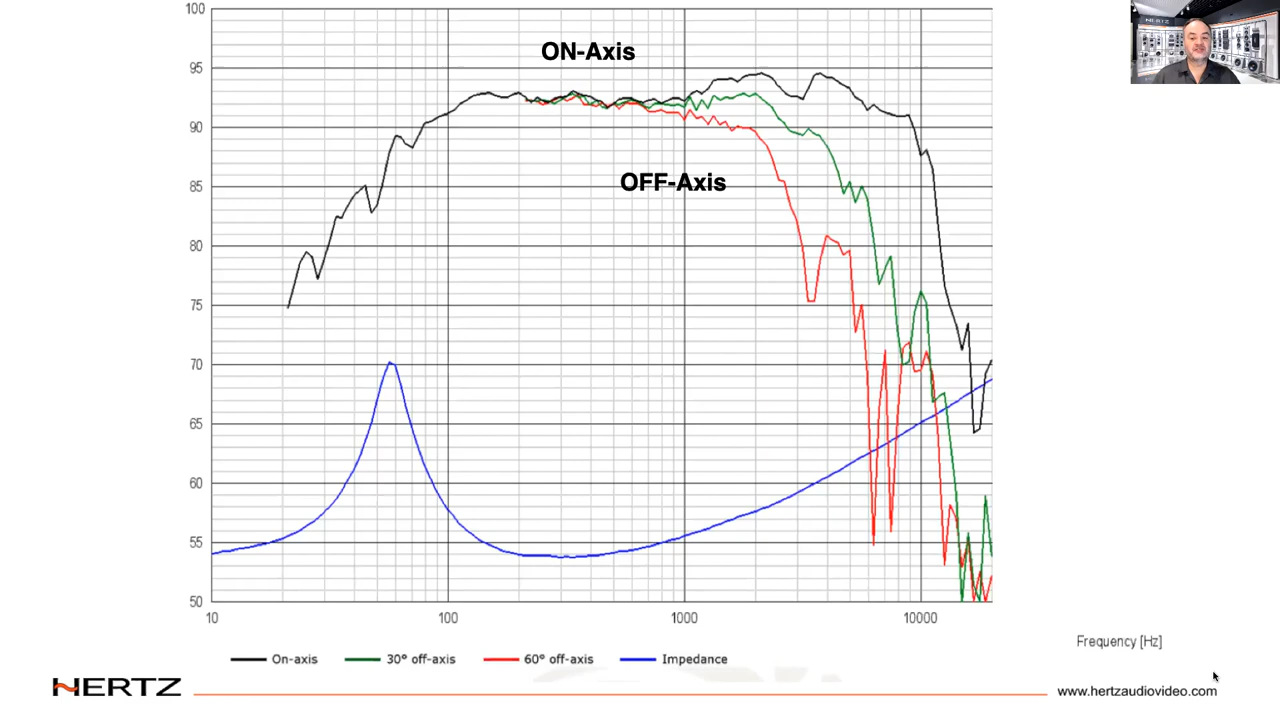 100
95
90
85
80
75
70
65
60
55
50
10 100 1000 10000
ON-Axis
OFF-Axis
Frequency [Hz]
On-axis 30° off-axis 60° off-axis Impedance
HERTZ
www.hertzaudiovideo.com
HERTZ